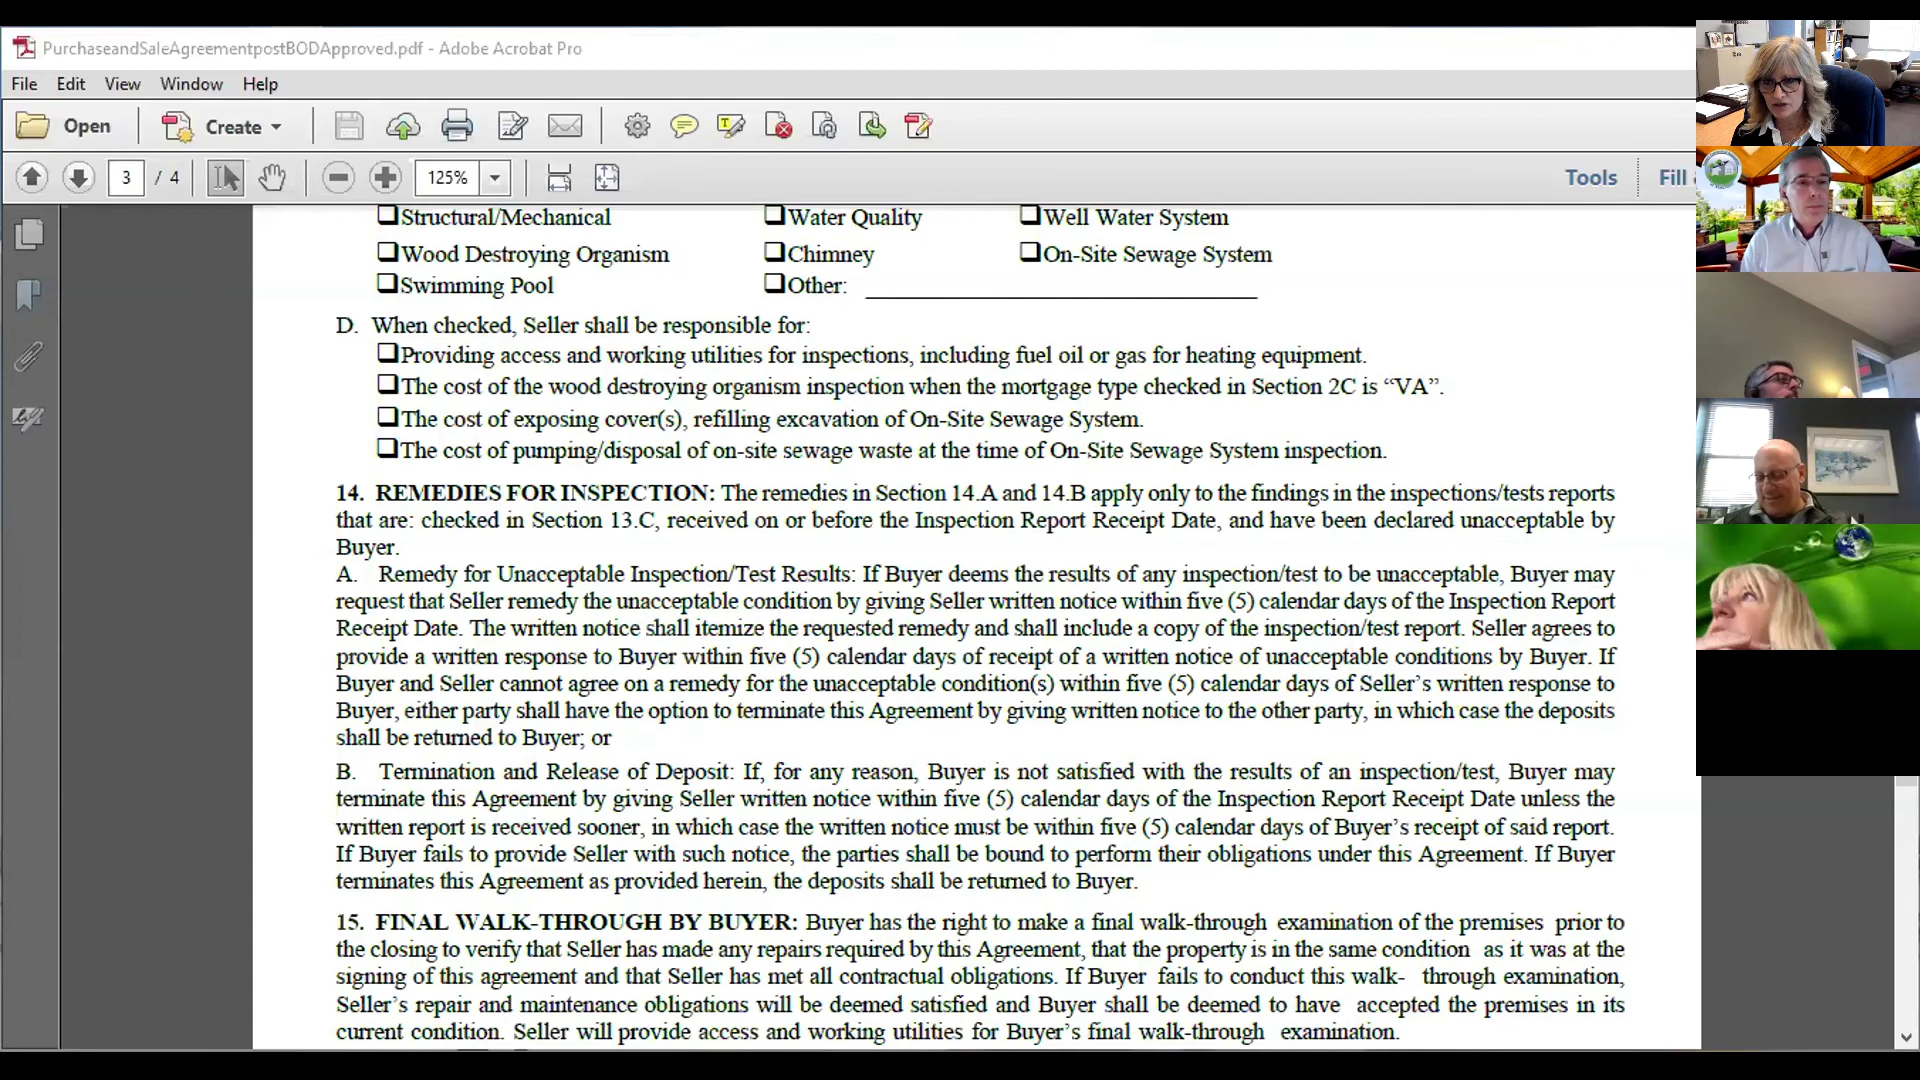 PurchaseandSaleAgreementpostBODApproved.pdf - Adobe Acrobat Pro
File Edit View Window Help
Open Create
3 / 4 125% Tools Fill
Structural/Mechanical Water Quality Well Water System
Wood Destroying Organism Chimney On-Site Sewage System
Swimming Pool Other:
D. When checked, Seller shall be responsible for:
Providing access and working utilities for inspections, including fuel oil or gas for heating equipment.
The cost of the wood destroying organism inspection when the mortgage type checked in Section 2C is “VA”.
The cost of exposing cover(s), refilling excavation of On-Site Sewage System.
The cost of pumping/disposal of on-site sewage waste at the time of On-Site Sewage System inspection.
14. REMEDIES FOR INSPECTION: The remedies in Section 14.A and 14.B apply only to the findings in the inspections/tests reports
that are: checked in Section 13.C, received on or before the Inspection Report Receipt Date, and have been declared unacceptable by
Buyer.
A. Remedy for Unacceptable Inspection/Test Results: If Buyer deems the results of any inspection/test to be unacceptable, Buyer may
request that Seller remedy the unacceptable condition by giving Seller written notice within five (5) calendar days of the Inspection Report
Receipt Date. The written notice shall itemize the requested remedy and shall include a copy of the inspection/test report. Seller agrees to
provide a written response to Buyer within five (5) calendar days of receipt of a written notice of unacceptable conditions by Buyer. If
Buyer and Seller cannot agree on a remedy for the unacceptable condition(s) within five (5) calendar days of Seller’s written response to
Buyer, either party shall have the option to terminate this Agreement by giving written notice to the other party, in which case the deposits
shall be returned to Buyer; or
B. Termination and Release of Deposit: If, for any reason, Buyer is not satisfied with the results of an inspection/test, Buyer may
terminate this Agreement by giving Seller written notice within five (5) calendar days of the Inspection Report Receipt Date unless the
written report is received sooner, in which case the written notice must be within five (5) calendar days of Buyer’s receipt of said report.
If Buyer fails to provide Seller with such notice, the parties shall be bound to perform their obligations under this Agreement. If Buyer
terminates this Agreement as provided herein, the deposits shall be returned to Buyer.
15. FINAL WALK-THROUGH BY BUYER: Buyer has the right to make a final walk-through examination of the premises prior to
the closing to verify that Seller has made any repairs required by this Agreement, that the property is in the same condition as it was at the
signing of this agreement and that Seller has met all contractual obligations. If Buyer fails to conduct this walk- through examination,
Seller’s repair and maintenance obligations will be deemed satisfied and Buyer shall be deemed to have accepted the premises in its
current condition. Seller will provide access and working utilities for Buyer’s final walk-through examination.